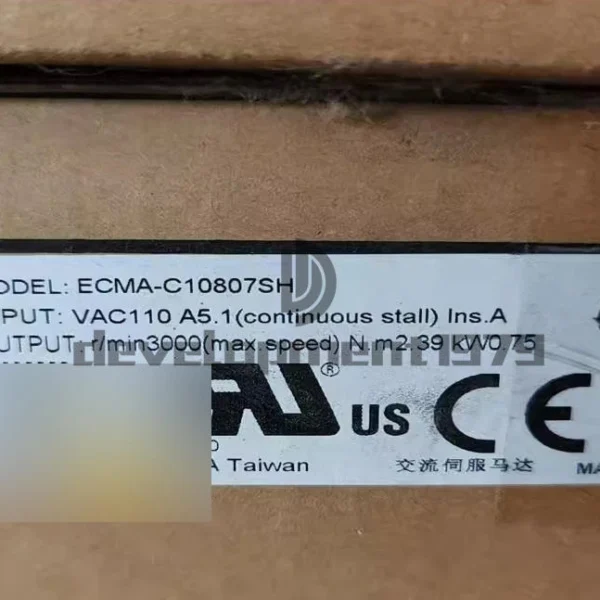 ODEL: ECMA-C10807SH
PUT: VAC110 A5.1(continuous stall) Ins.A
UTPUT: r/min3000(max speed) N.m2.39 kW0.75
development1979
® US CE
A Taiwan 交流伺服马达 MA